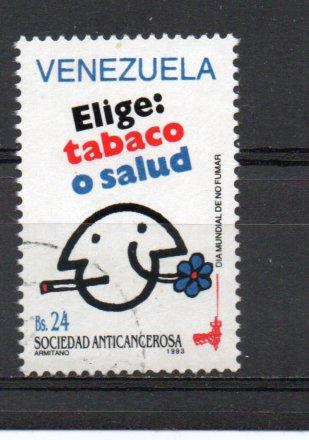 VENEZUELA
Elige:
tabaco
o salud
DIA MUNDIAL DE NO FUMAR
Bs. 24
SOCIEDAD ANTICANCEROSA
ARMITANO 1993